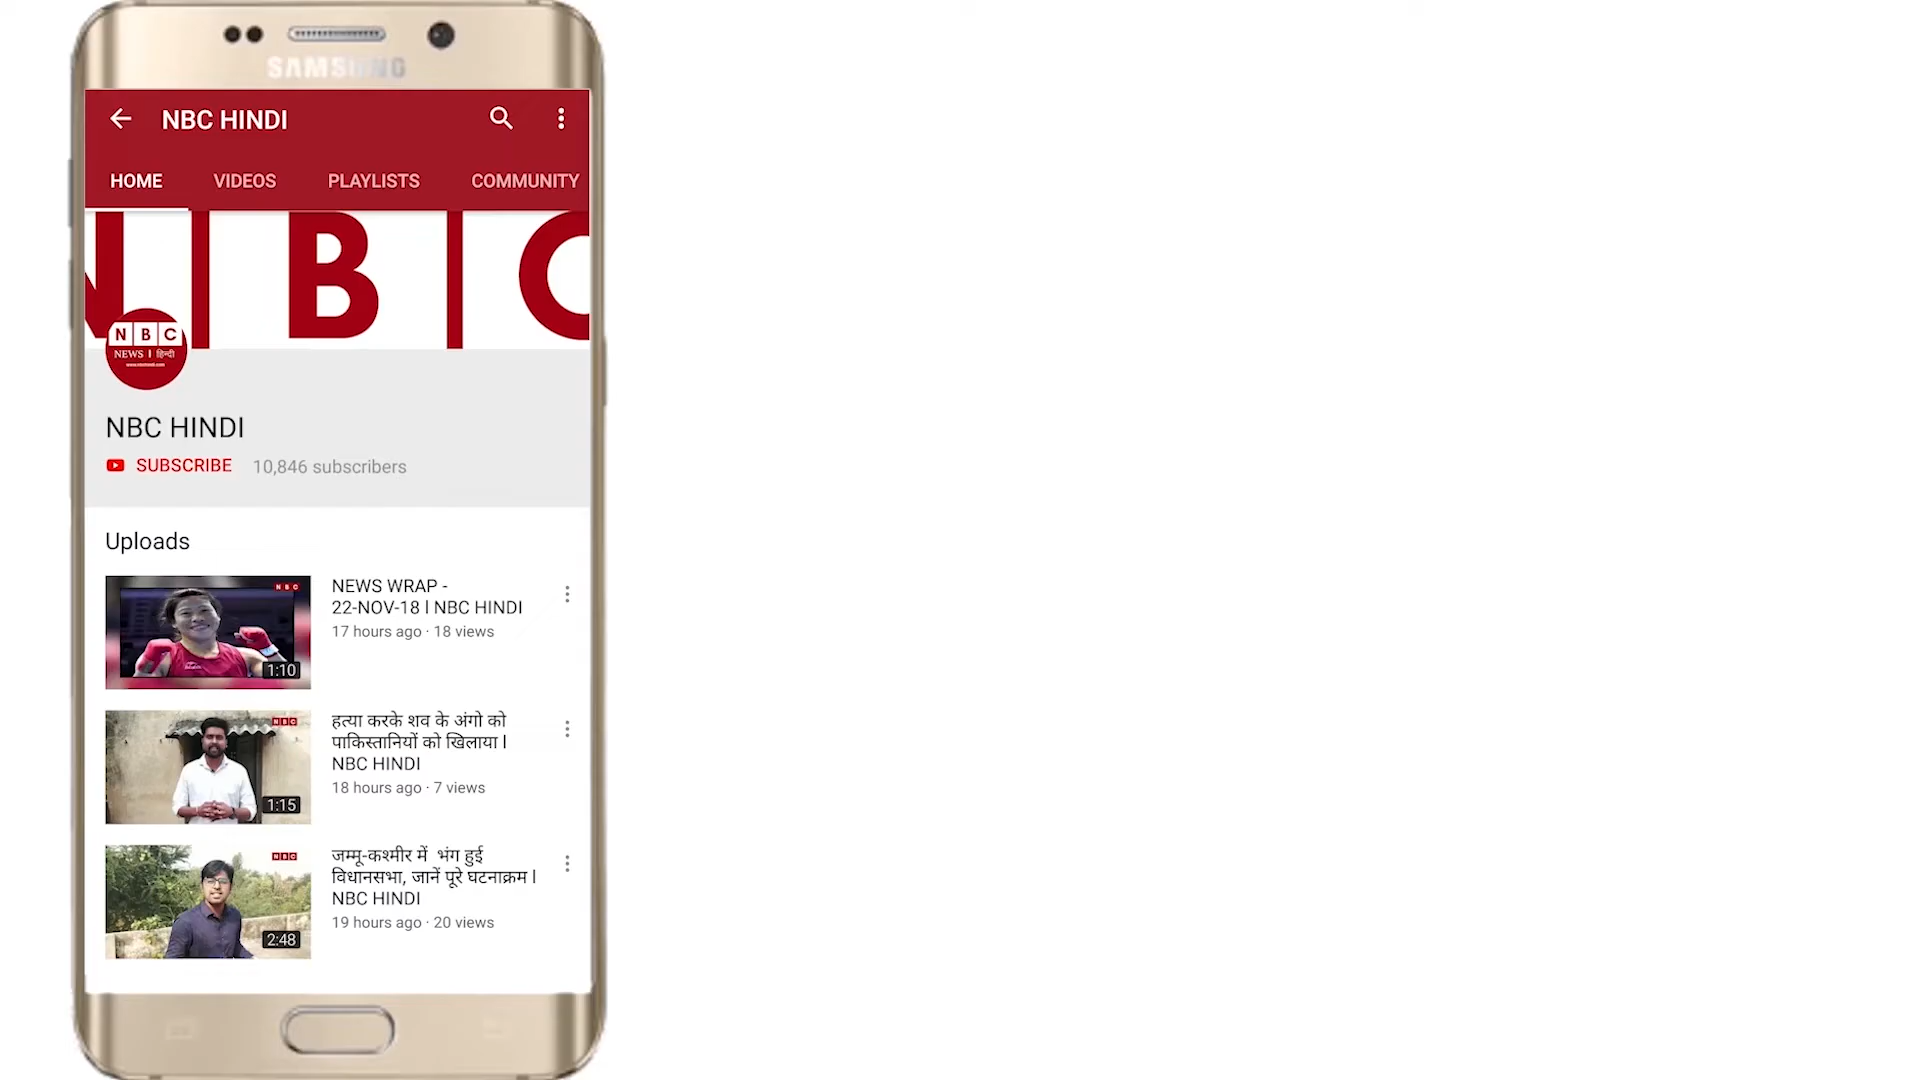 SAMSUNG
NBC HINDI
HOME VIDEOS PLAYLISTS COMMUNITY
N B C
N B C
NEWS I हिन्दी
NBC HINDI
SUBSCRIBE 10,846 subscribers
Uploads
N B C
NEWS WRAP -
22-NOV-18 l NBC HINDI
17 hours ago · 18 views
1:10
NBC
हत्या करके शव के अंगो को
पाकिस्तानियों को खिलाया l
NBC HINDI
18 hours ago · 7 views
1:15
NBC
जम्मू-कश्मीर में भंग हुई
विधानसभा, जानें पूरे घटनाक्रम l
NBC HINDI
19 hours ago · 20 views
2:48